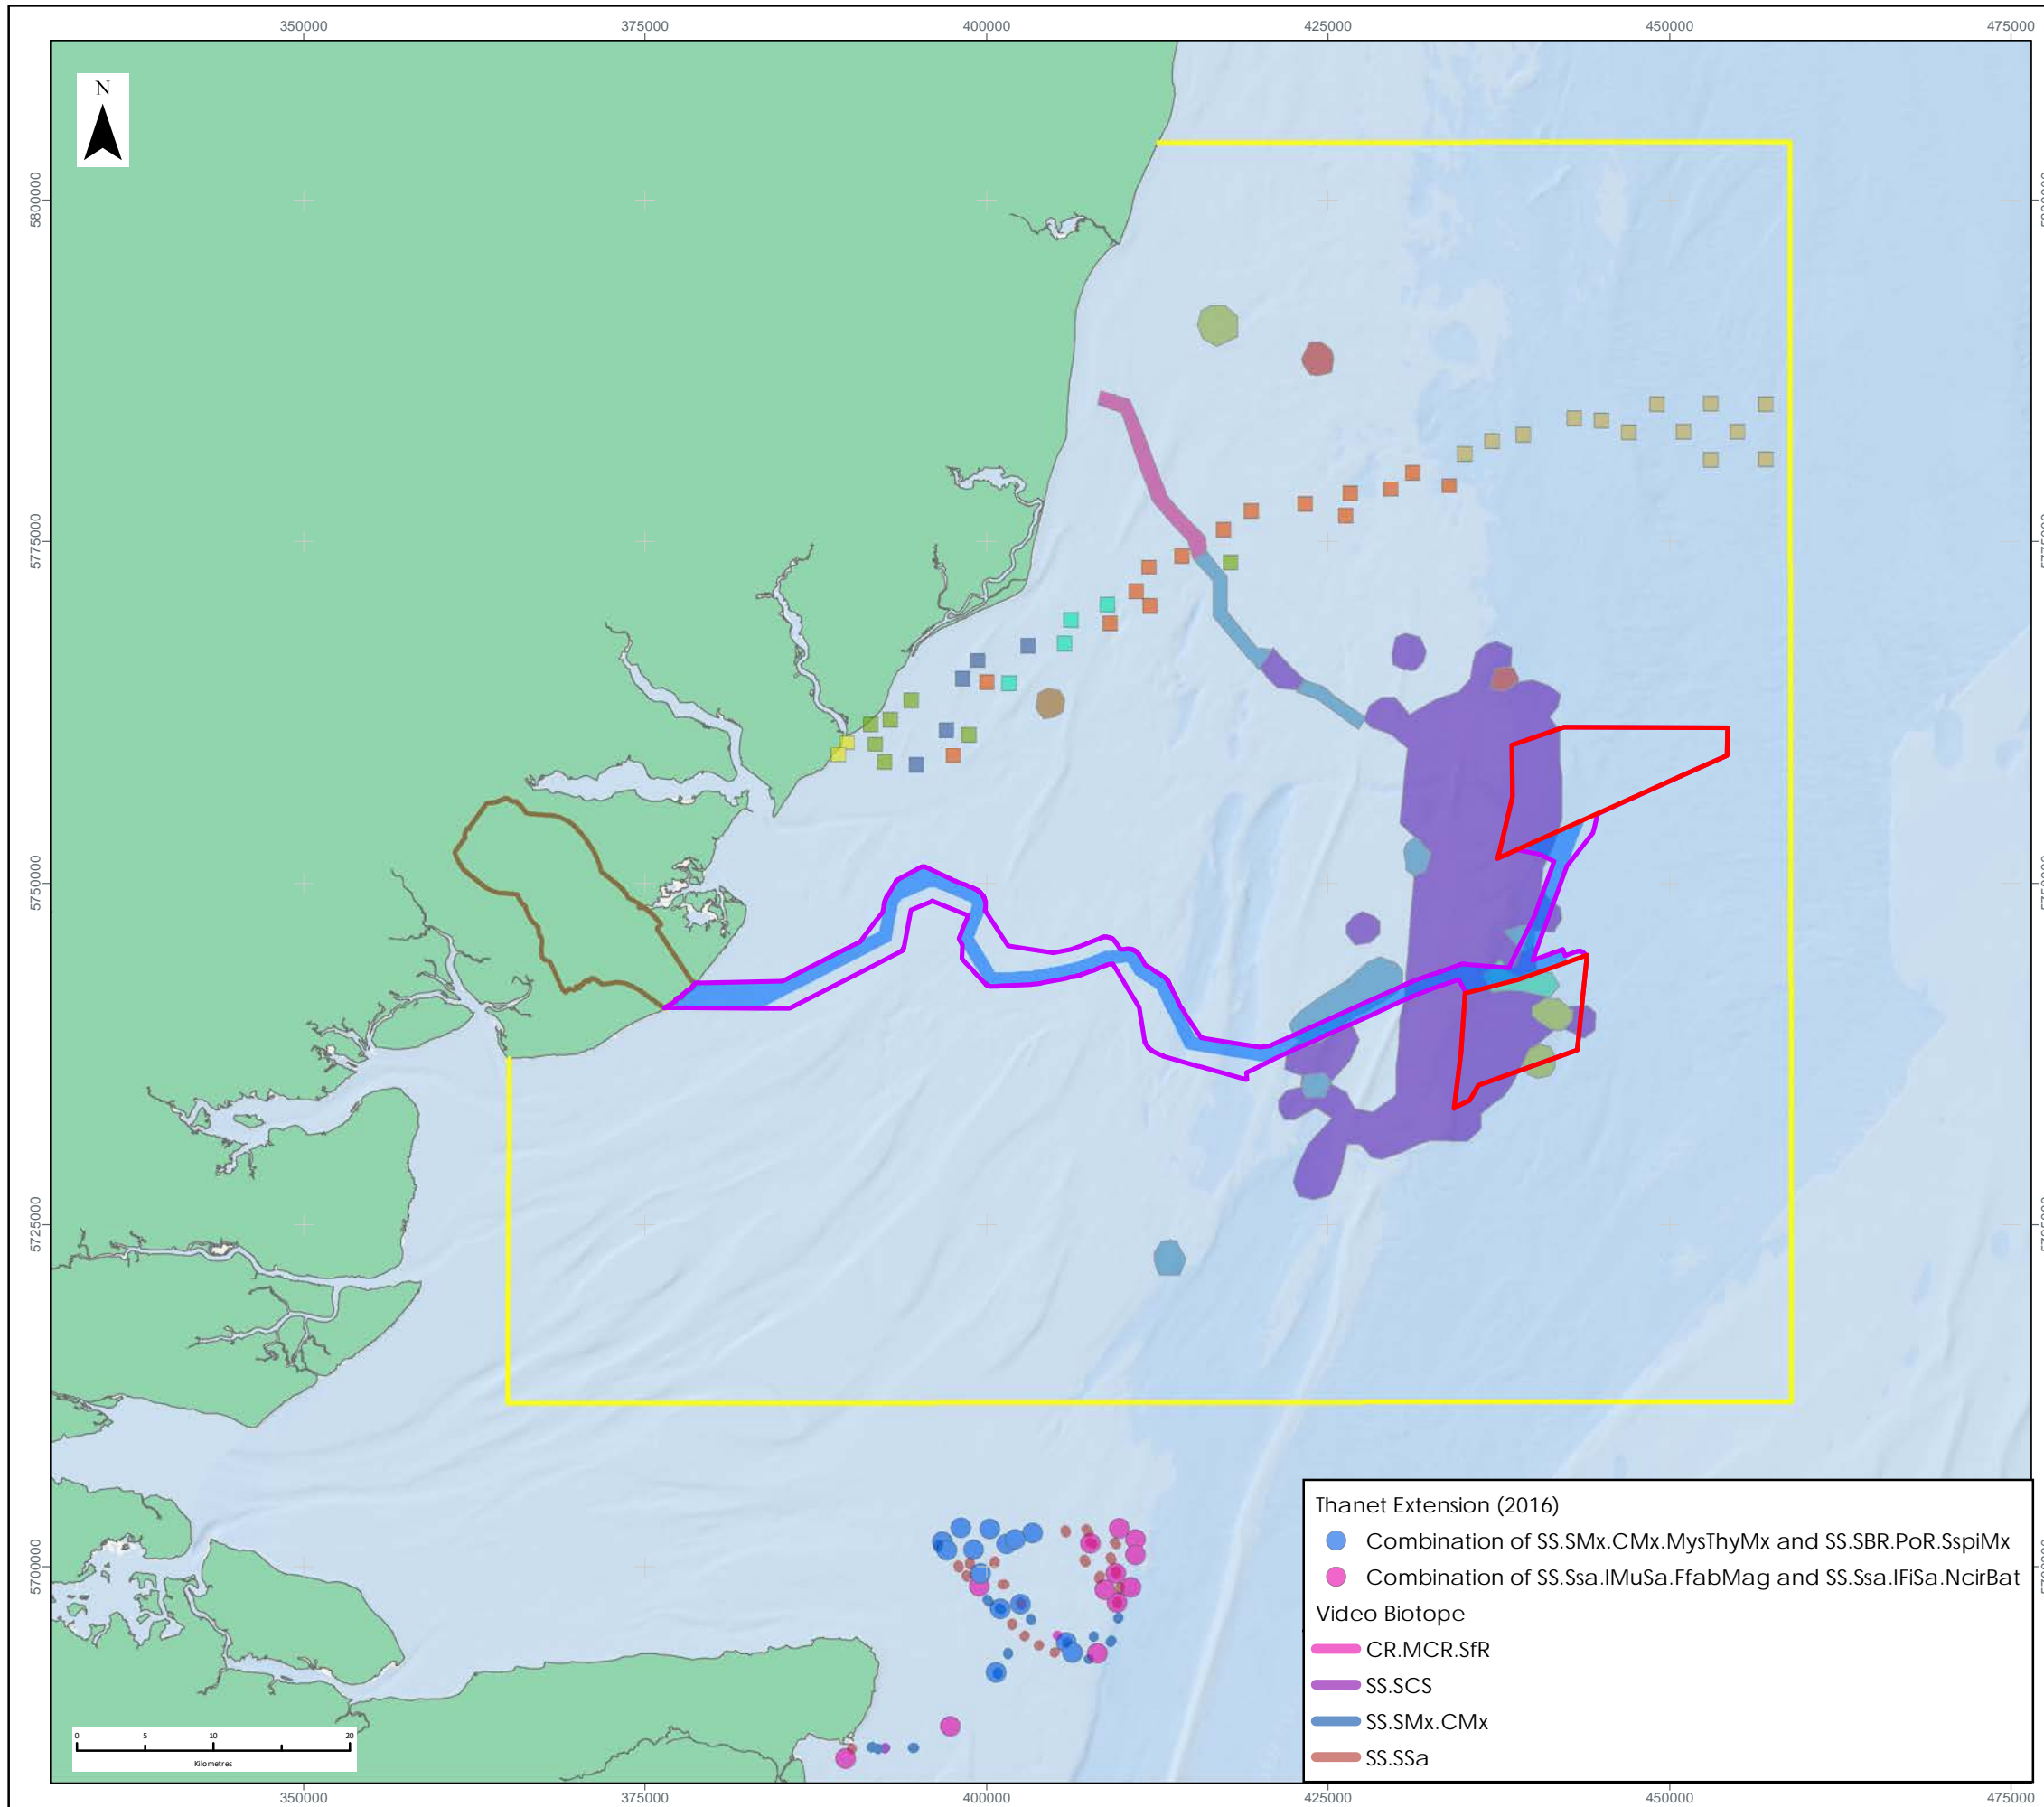 350000 375000 400000 425000 450000 475000
N
5800000
5775000
5750000
5725000
5700000
Thanet Extension (2016)
Combination of SS.SMx.CMx.MysThyMx and SS.SBR.PoR.SspiMx
Combination of SS.Ssa.IMuSa.FfabMag and SS.Ssa.IFiSa.NcirBat
Video Biotope
CR.MCR.SfR
SS.SCS
SS.SMx.CMx
SS.SSa
0 5 10 20
Kilometres
350000 375000 400000 425000 450000 475000